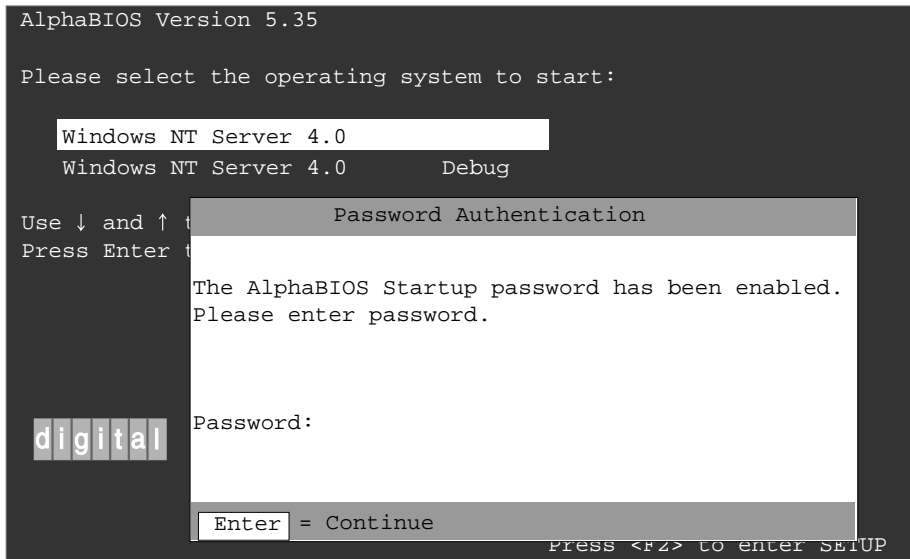 AlphaBIOS Version 5.35
Please select the operating system to start:
Windows NT Server 4.0
Windows NT Server 4.0 Debug
Use ↓ and ↑ t
Press Enter t
Password Authentication
The AlphaBIOS Startup password has been enabled.
Please enter password.
Password:
digital
Enter = Continue
Press <F2> to enter SETUP